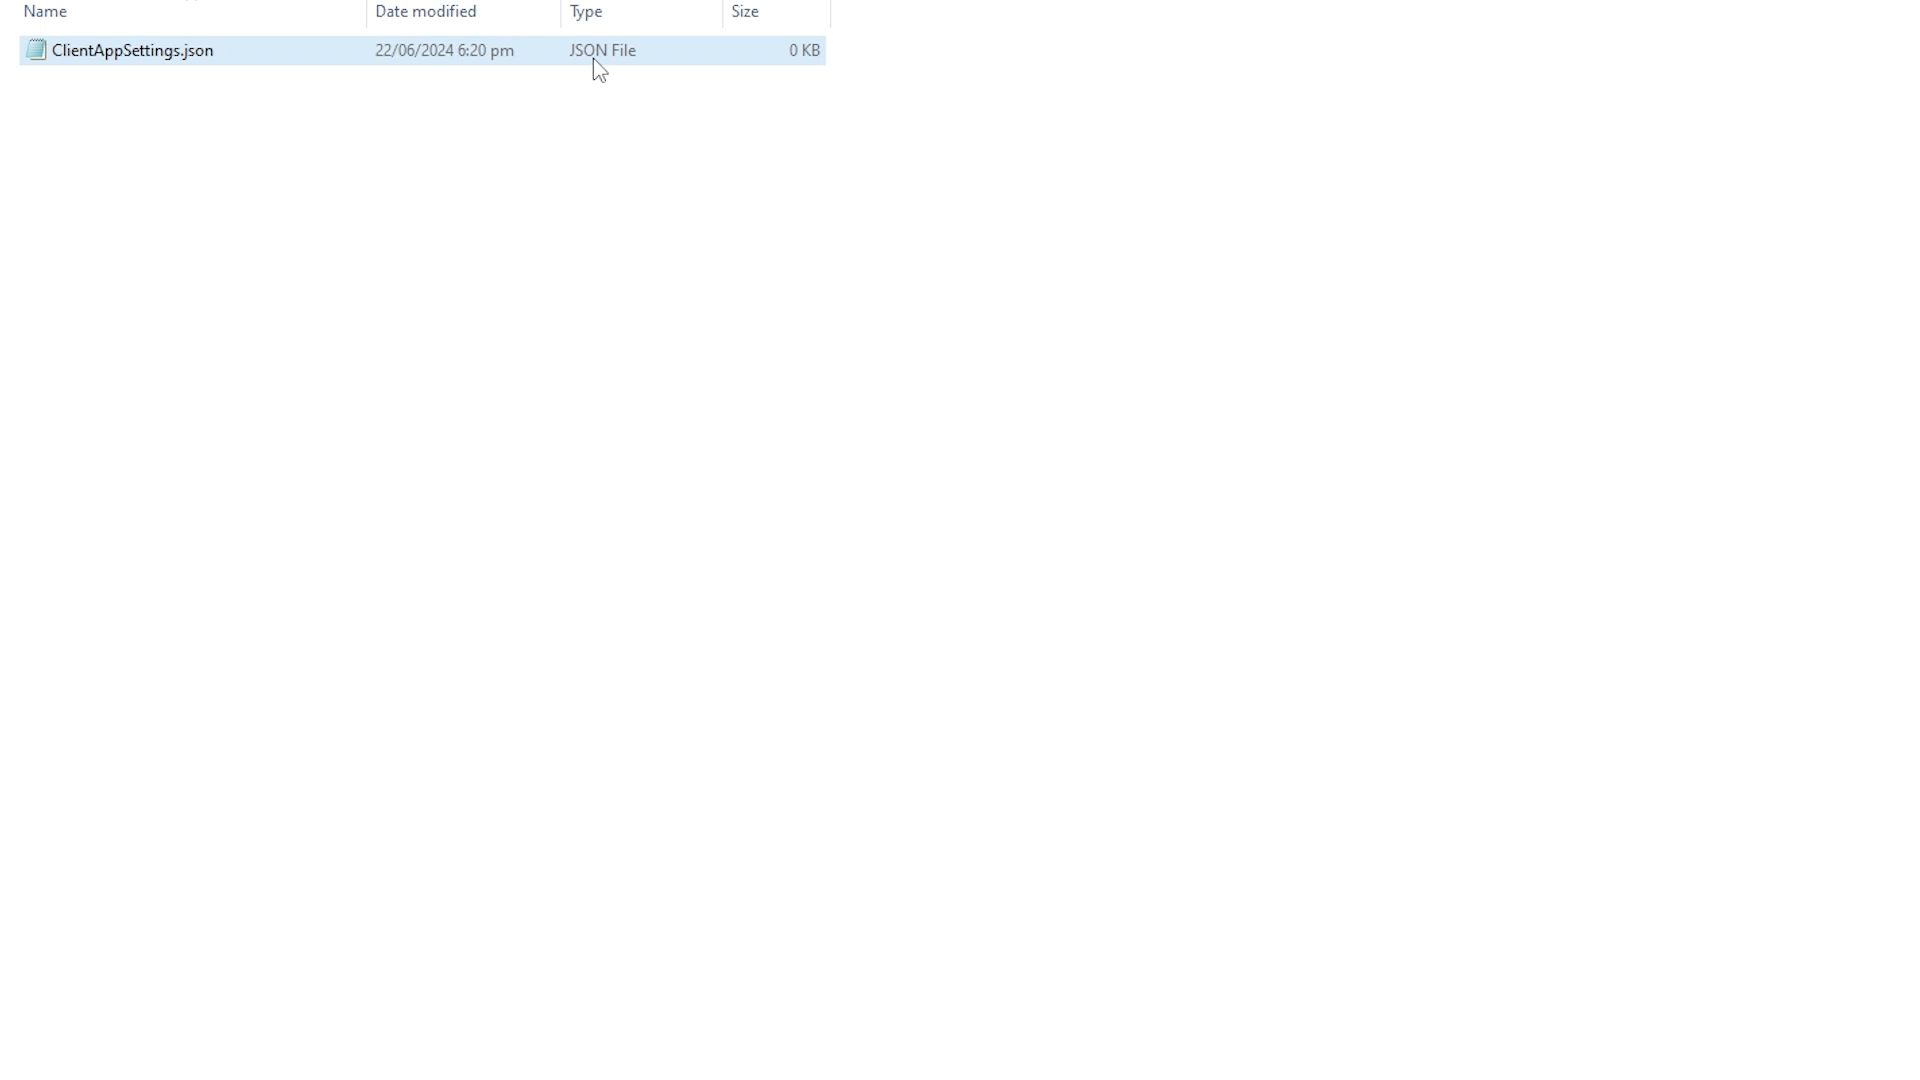 Name Date modified Type Size
ClientAppSettings.json 22/06/2024 6:20 pm JSON File 0 KB